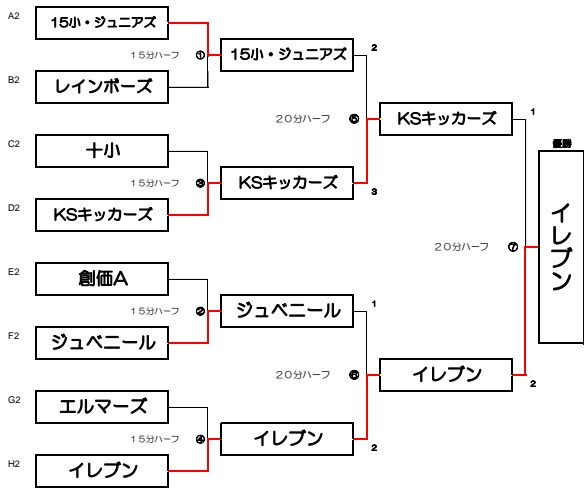 A2
15小・ジュニアズ
15分ハーフ
①
15小・ジュニアズ
2
B2
レインボーズ
20分ハーフ
⑤
KSキッカーズ
1
C2
十小
15分ハーフ
③
KSキッカーズ
3
D2
KSキッカーズ
優勝
イレブン
20分ハーフ
⑦
E2
創価A
15分ハーフ
②
ジュベニール
1
F2
ジュベニール
20分ハーフ
⑥
イレブン
2
G2
エルマーズ
15分ハーフ
④
イレブン
2
H2
イレブン